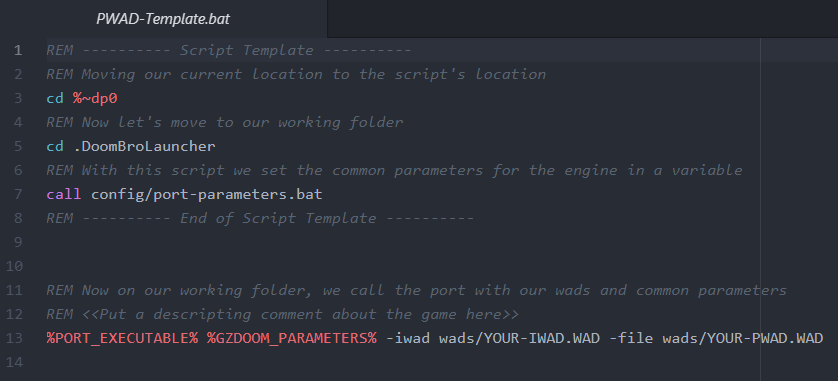 PWAD-Template.bat
1 REM ---------- Script Template ----------
2 REM Moving our current location to the script's location
3 cd %~dp0
4 REM Now let's move to our working folder
5 cd .DoomBroLauncher
6 REM With this script we set the common parameters for the engine in a variable
7 call config/port-parameters.bat
8 REM ---------- End of Script Template ----------
9
10
11 REM Now on our working folder, we call the port with our wads and common parameters
12 REM <<Put a descripting comment about the game here>>
13 %PORT_EXECUTABLE% %GZDOOM_PARAMETERS% -iwad wads/YOUR-IWAD.WAD -file wads/YOUR-PWAD.WAD
14